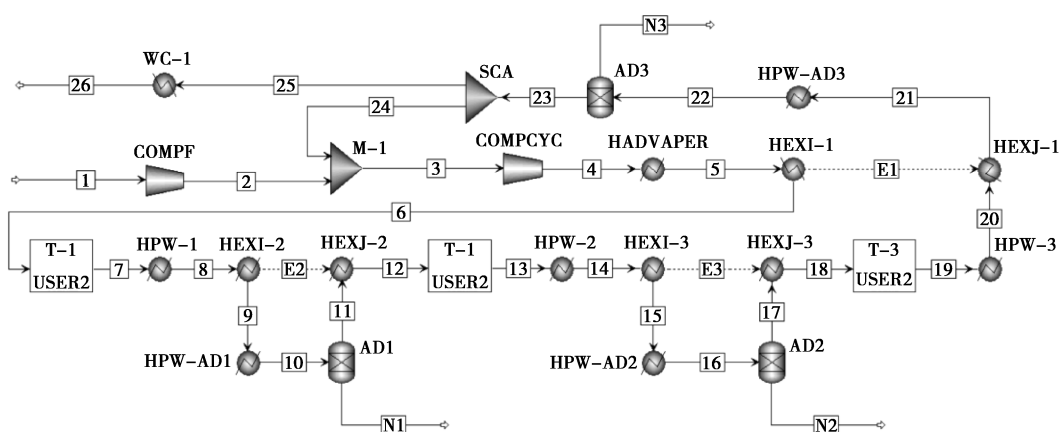 N3
WC-1
SCA
AD3
HPW-AD3
26
25
23
22
21
24
COMPF
M-1
COMPCYC
HADVAPER
HEXI-1
HEXJ-1
1
2
3
4
5
E1
6
20
T-1
USER2
HPW-1
HEXI-2
HEXJ-2
T-1
USER2
HPW-2
HEXI-3
HEXJ-3
T-3
USER2
HPW-3
7
8
E2
12
13
14
E3
18
19
9
11
15
17
HPW-AD1
10
AD1
HPW-AD2
16
AD2
N1
N2